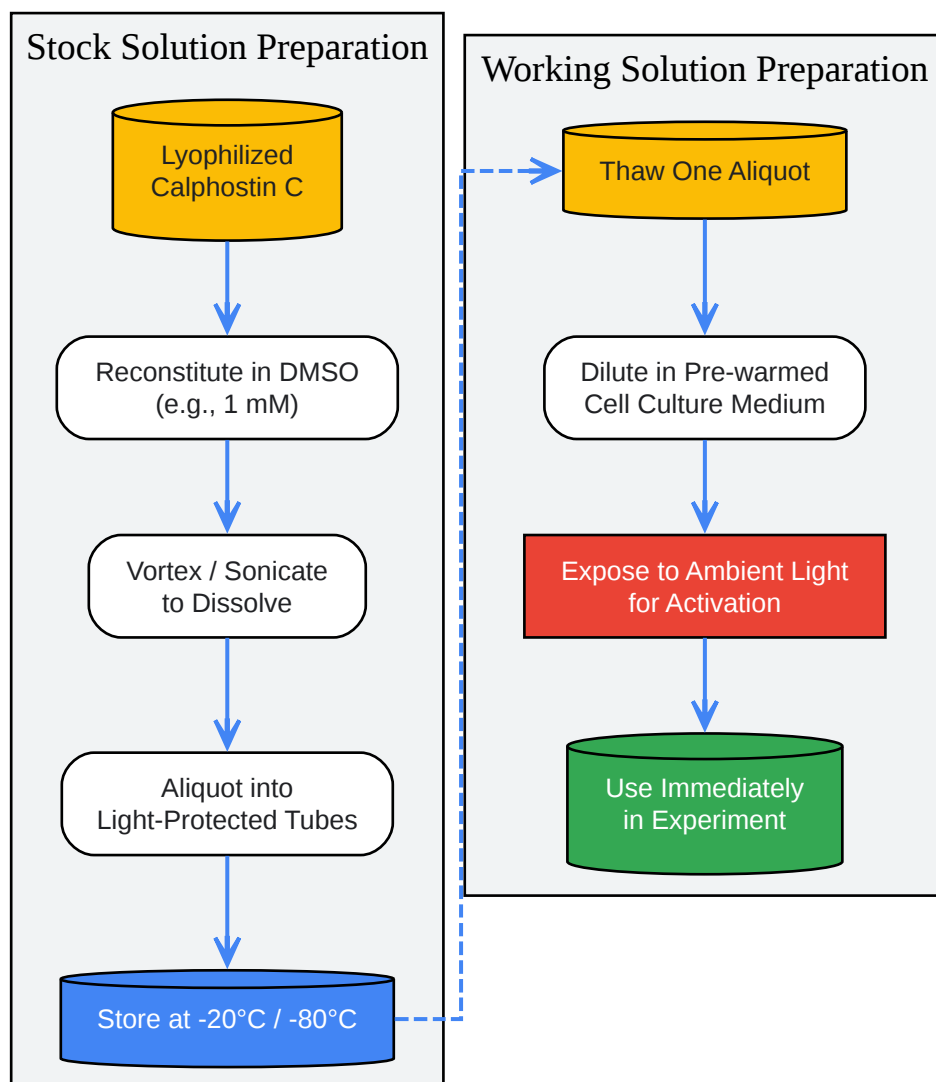 Stock Solution Preparation
Lyophilized
Calphostin C
Reconstitute in DMSO
(e.g., 1 mM)
Vortex / Sonicate
to Dissolve
Aliquot into
Light-Protected Tubes
Store at -20°C / -80°C
Working Solution Preparation
Thaw One Aliquot
Dilute in Pre-warmed
Cell Culture Medium
Expose to Ambient Light
for Activation
Use Immediately
in Experiment